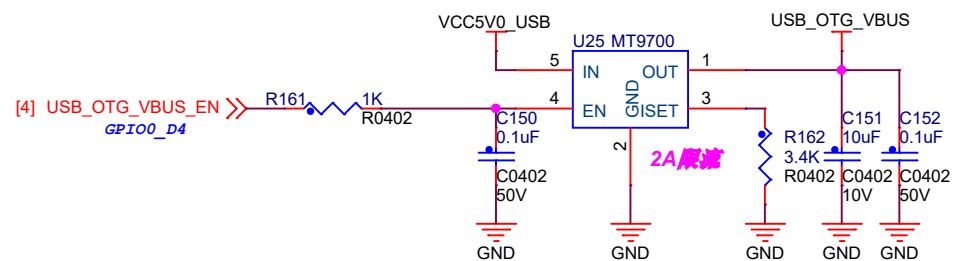 VCC5V0_USB
USB_OTG_VBUS
U25 MT9700
5
IN
OUT
1
[4] USB_OTG_VBUS_EN
R161
1K
4
EN
GND
ISET
3
GPIO0_D4
R0402
C150
0.1uF
2
2A限流
R162
3.4K
R0402
C151
10uF
C152
0.1uF
C0402
50V
C0402
10V
C0402
50V
GND
GND
GND
GND
GND